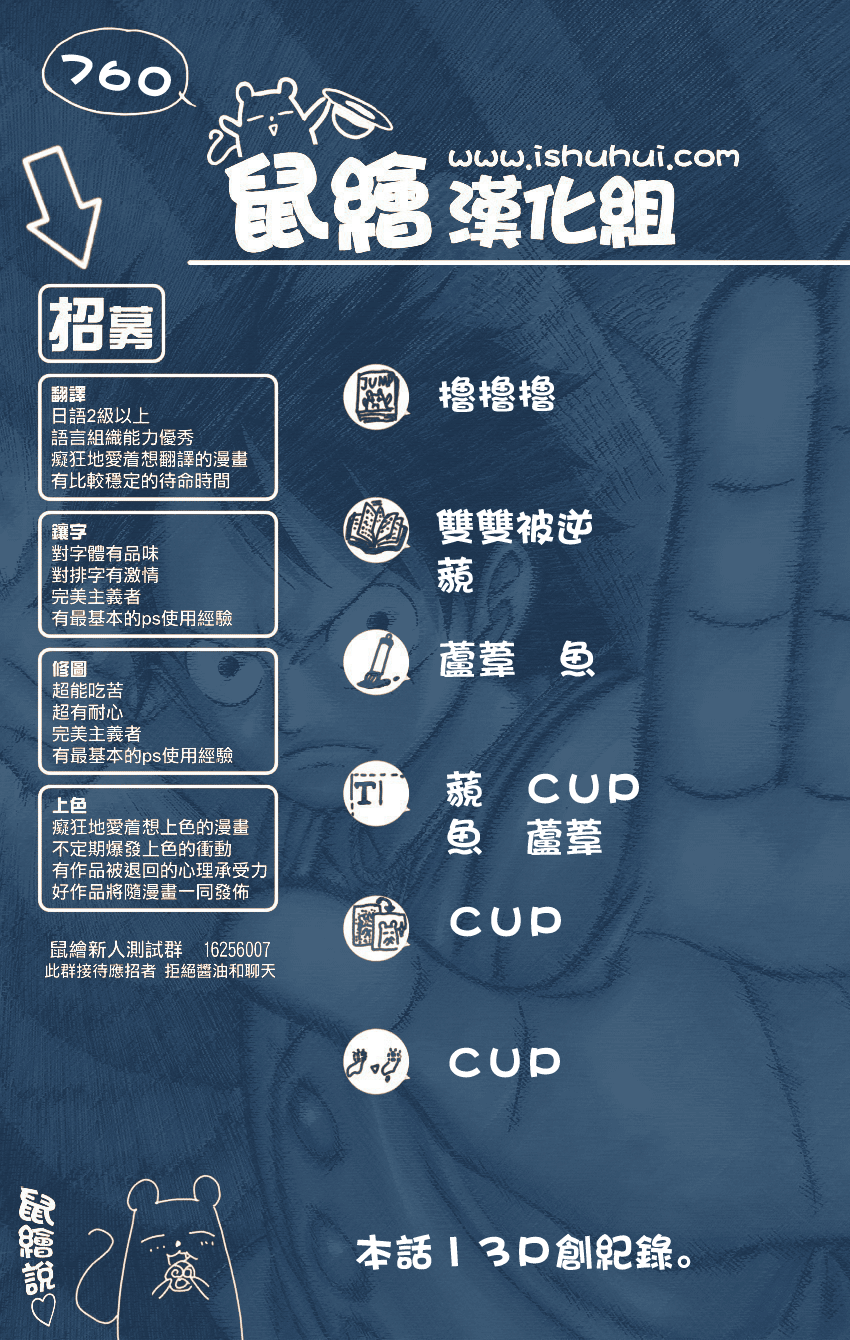 760
www.ishuhui.com
鼠繪漢化組
招募
翻譯
日語2級以上
語言組織能力優秀
癡狂地愛着想翻譯的漫畫
有比較穩定的待命時間
鑲字
對字體有品味
對排字有激情
完美主義者
有最基本的ps使用經驗
修圖
超能吃苦
超有耐心
完美主義者
有最基本的ps使用經驗
上色
癡狂地愛着想上色的漫畫
不定期爆發上色的衝動
有作品被退回的心理承受力
好作品將隨漫畫一同發佈
鼠繪新人測試群 16256007
此群接待應招者 拒絕醬油和聊天
JUMP
擼擼擼
雙雙被逆
蘋
蘆葦 魚
T
蘋 CUP
魚 蘆葦
CUP
CUP
鼠繪說♡
本話13P創紀錄。